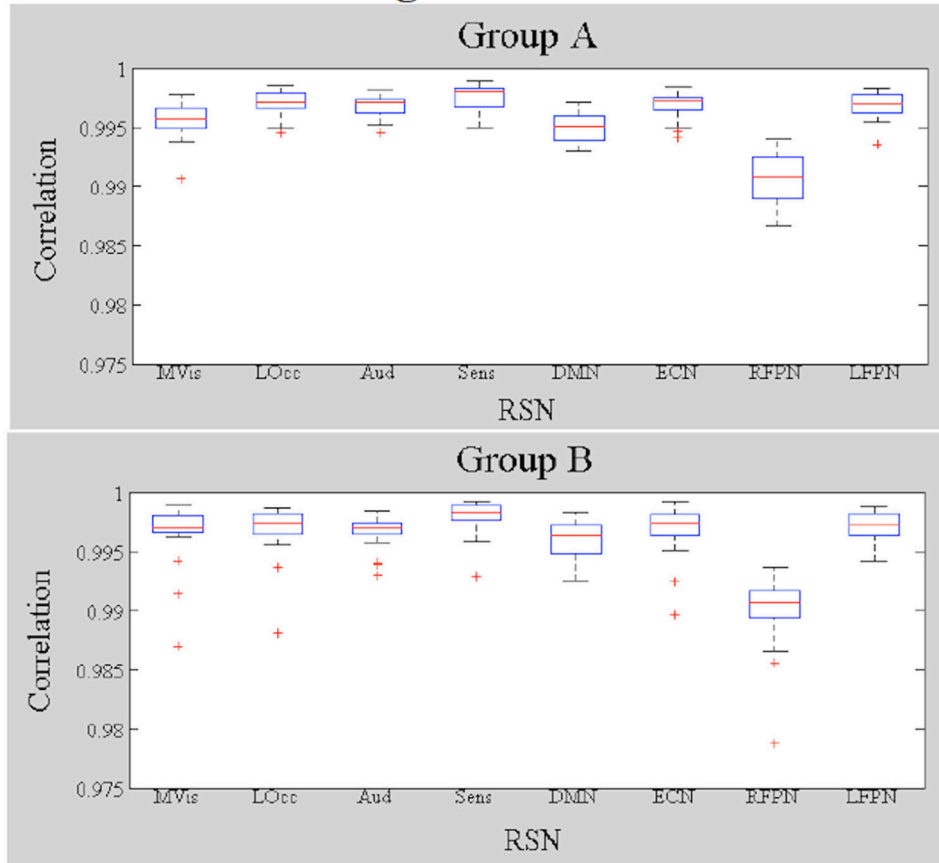 Group A
1
0.995
0.99
0.985
0.98
0.975
Correlation
MVis LOcc Aud Sens DMN ECN RFPN LFPN
RSN
Group B
1
0.995
0.99
0.985
0.98
0.975
Correlation
MVis LOcc Aud Sens DMN ECN RFPN LFPN
RSN